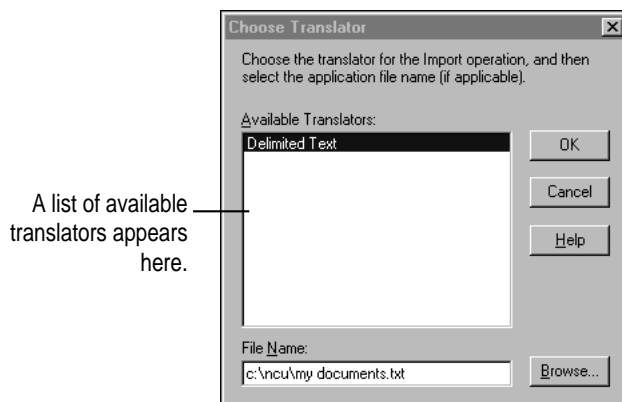 Choose Translator
Choose the translator for the Import operation, and then
select the application file name (if applicable).
Available Translators:
Delimited Text
OK
Cancel
Help
A list of available
translators appears
here.
File Name:
c:\ncu\my documents.txt
Browse...